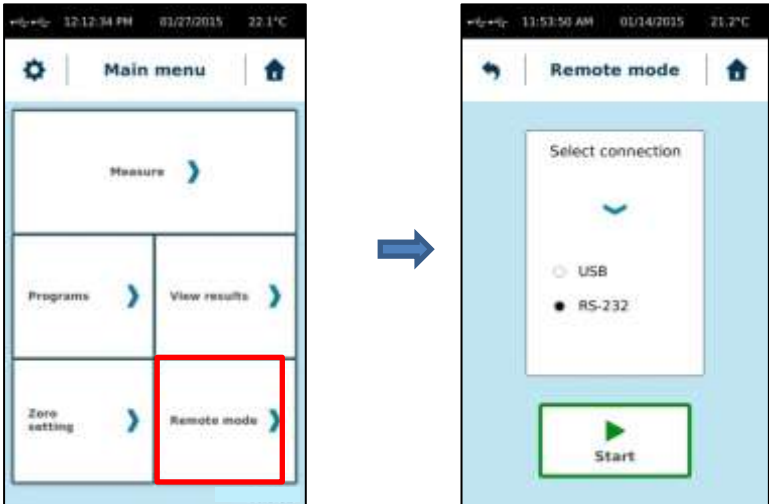 12:12:34 PM 01/27/2015 22.1°C
Main menu
Measure
Programs
View results
Zero
setting
Remote mode
11:53:50 AM 01/14/2015 21.2°C
Remote mode
Select connection
USB
RS-232
Start